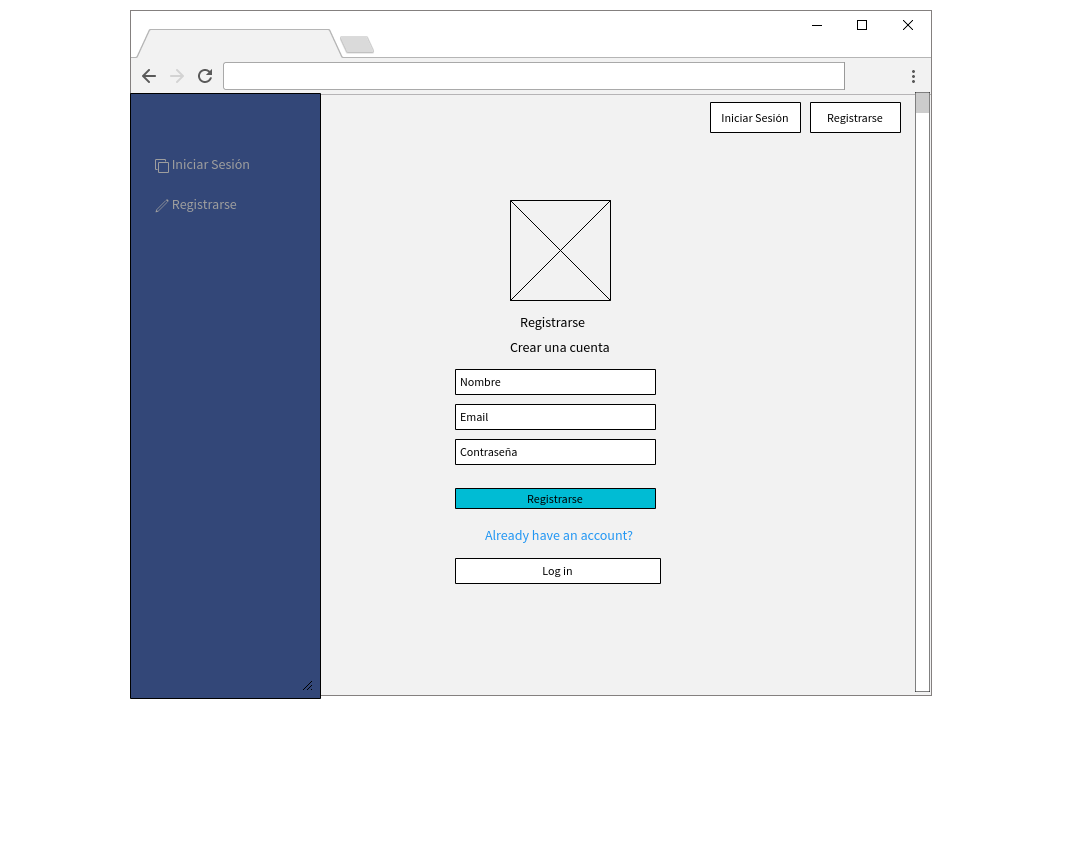 Iniciar Sesión
Registrarse
Iniciar Sesión
Registrarse
Registrarse
Crear una cuenta
Nombre
Email
Contraseña
Registrarse
Already have an account?
Log in